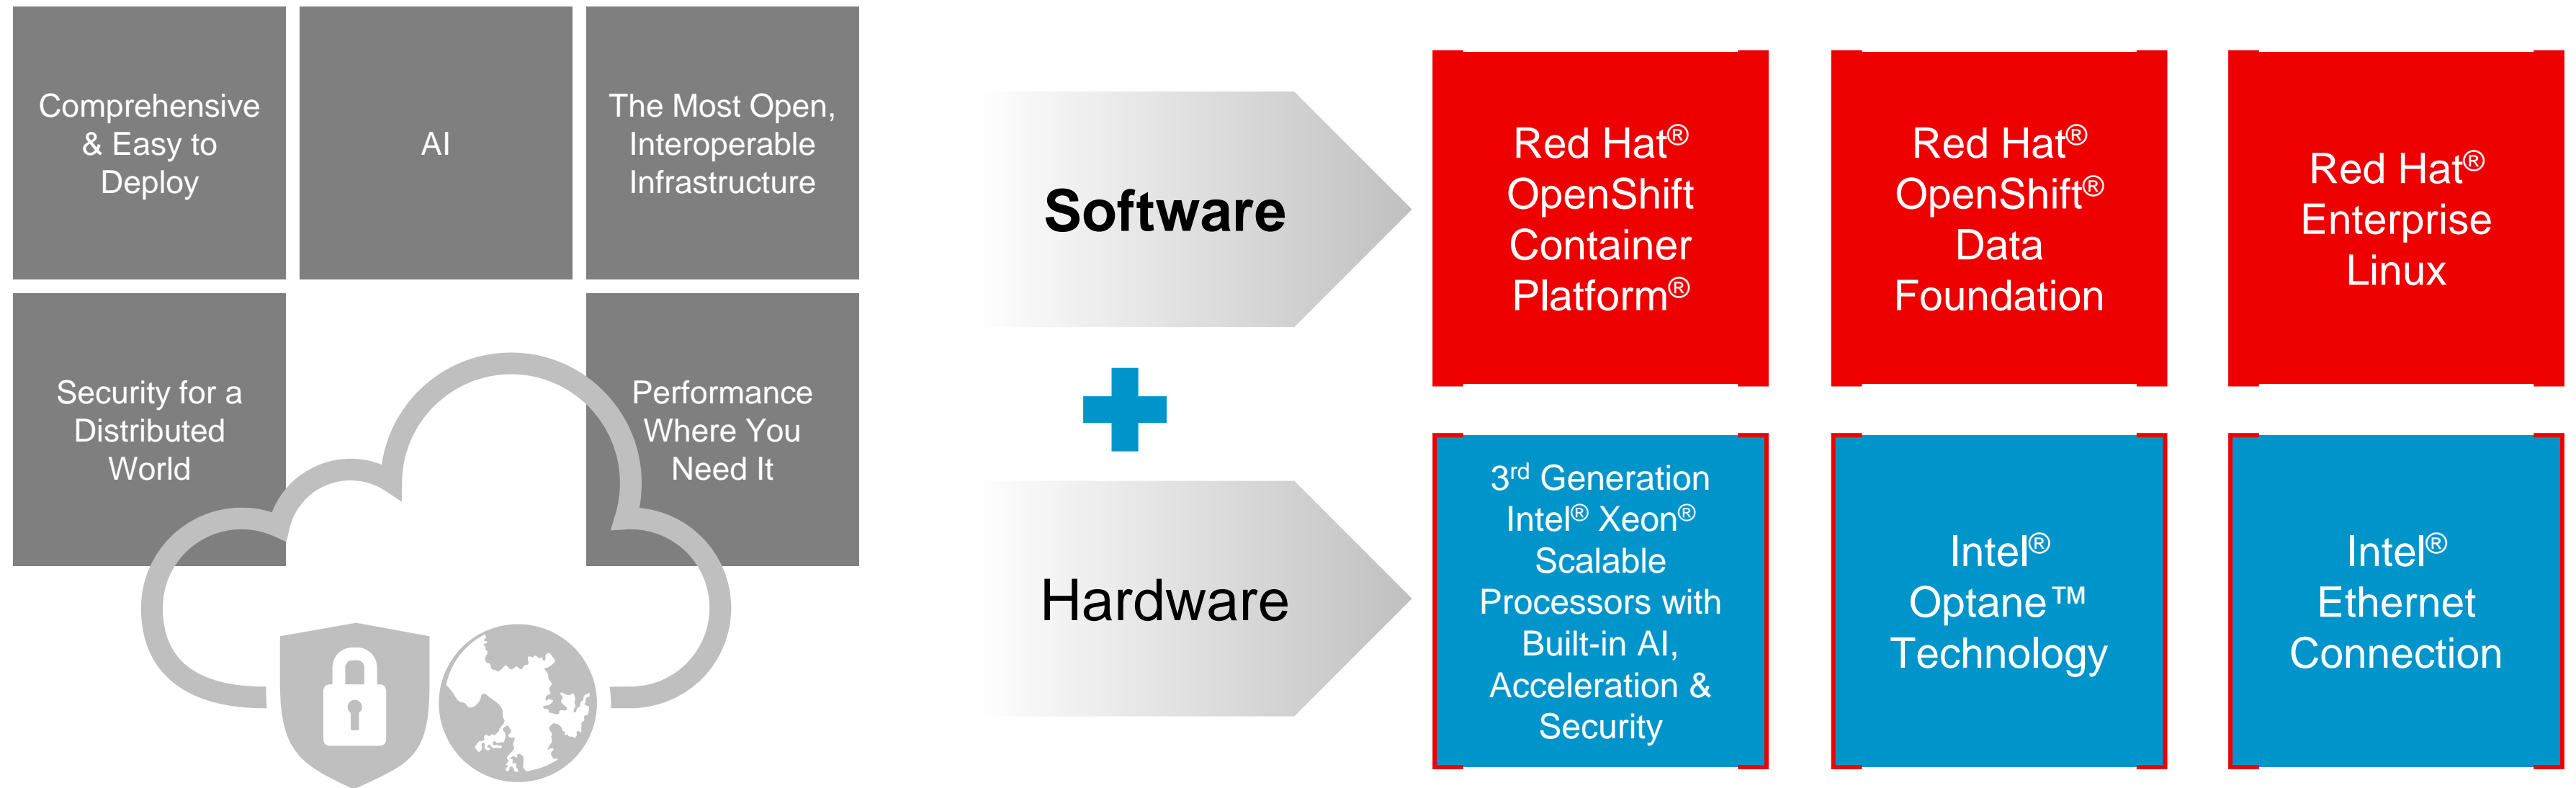 Comprehensive
& Easy to
Deploy
AI
The Most Open,
Interoperable
Infrastructure
Security for a
Distributed
World
Performance
Where You
Need It
Software
Red Hat®
OpenShift
Container
Platform®
Red Hat®
OpenShift®
Data
Foundation
Red Hat®
Enterprise
Linux
Hardware
3rd Generation
Intel® Xeon®
Scalable
Processors with
Built-in AI,
Acceleration &
Security
Intel®
Optane™
Technology
Intel®
Ethernet
Connection